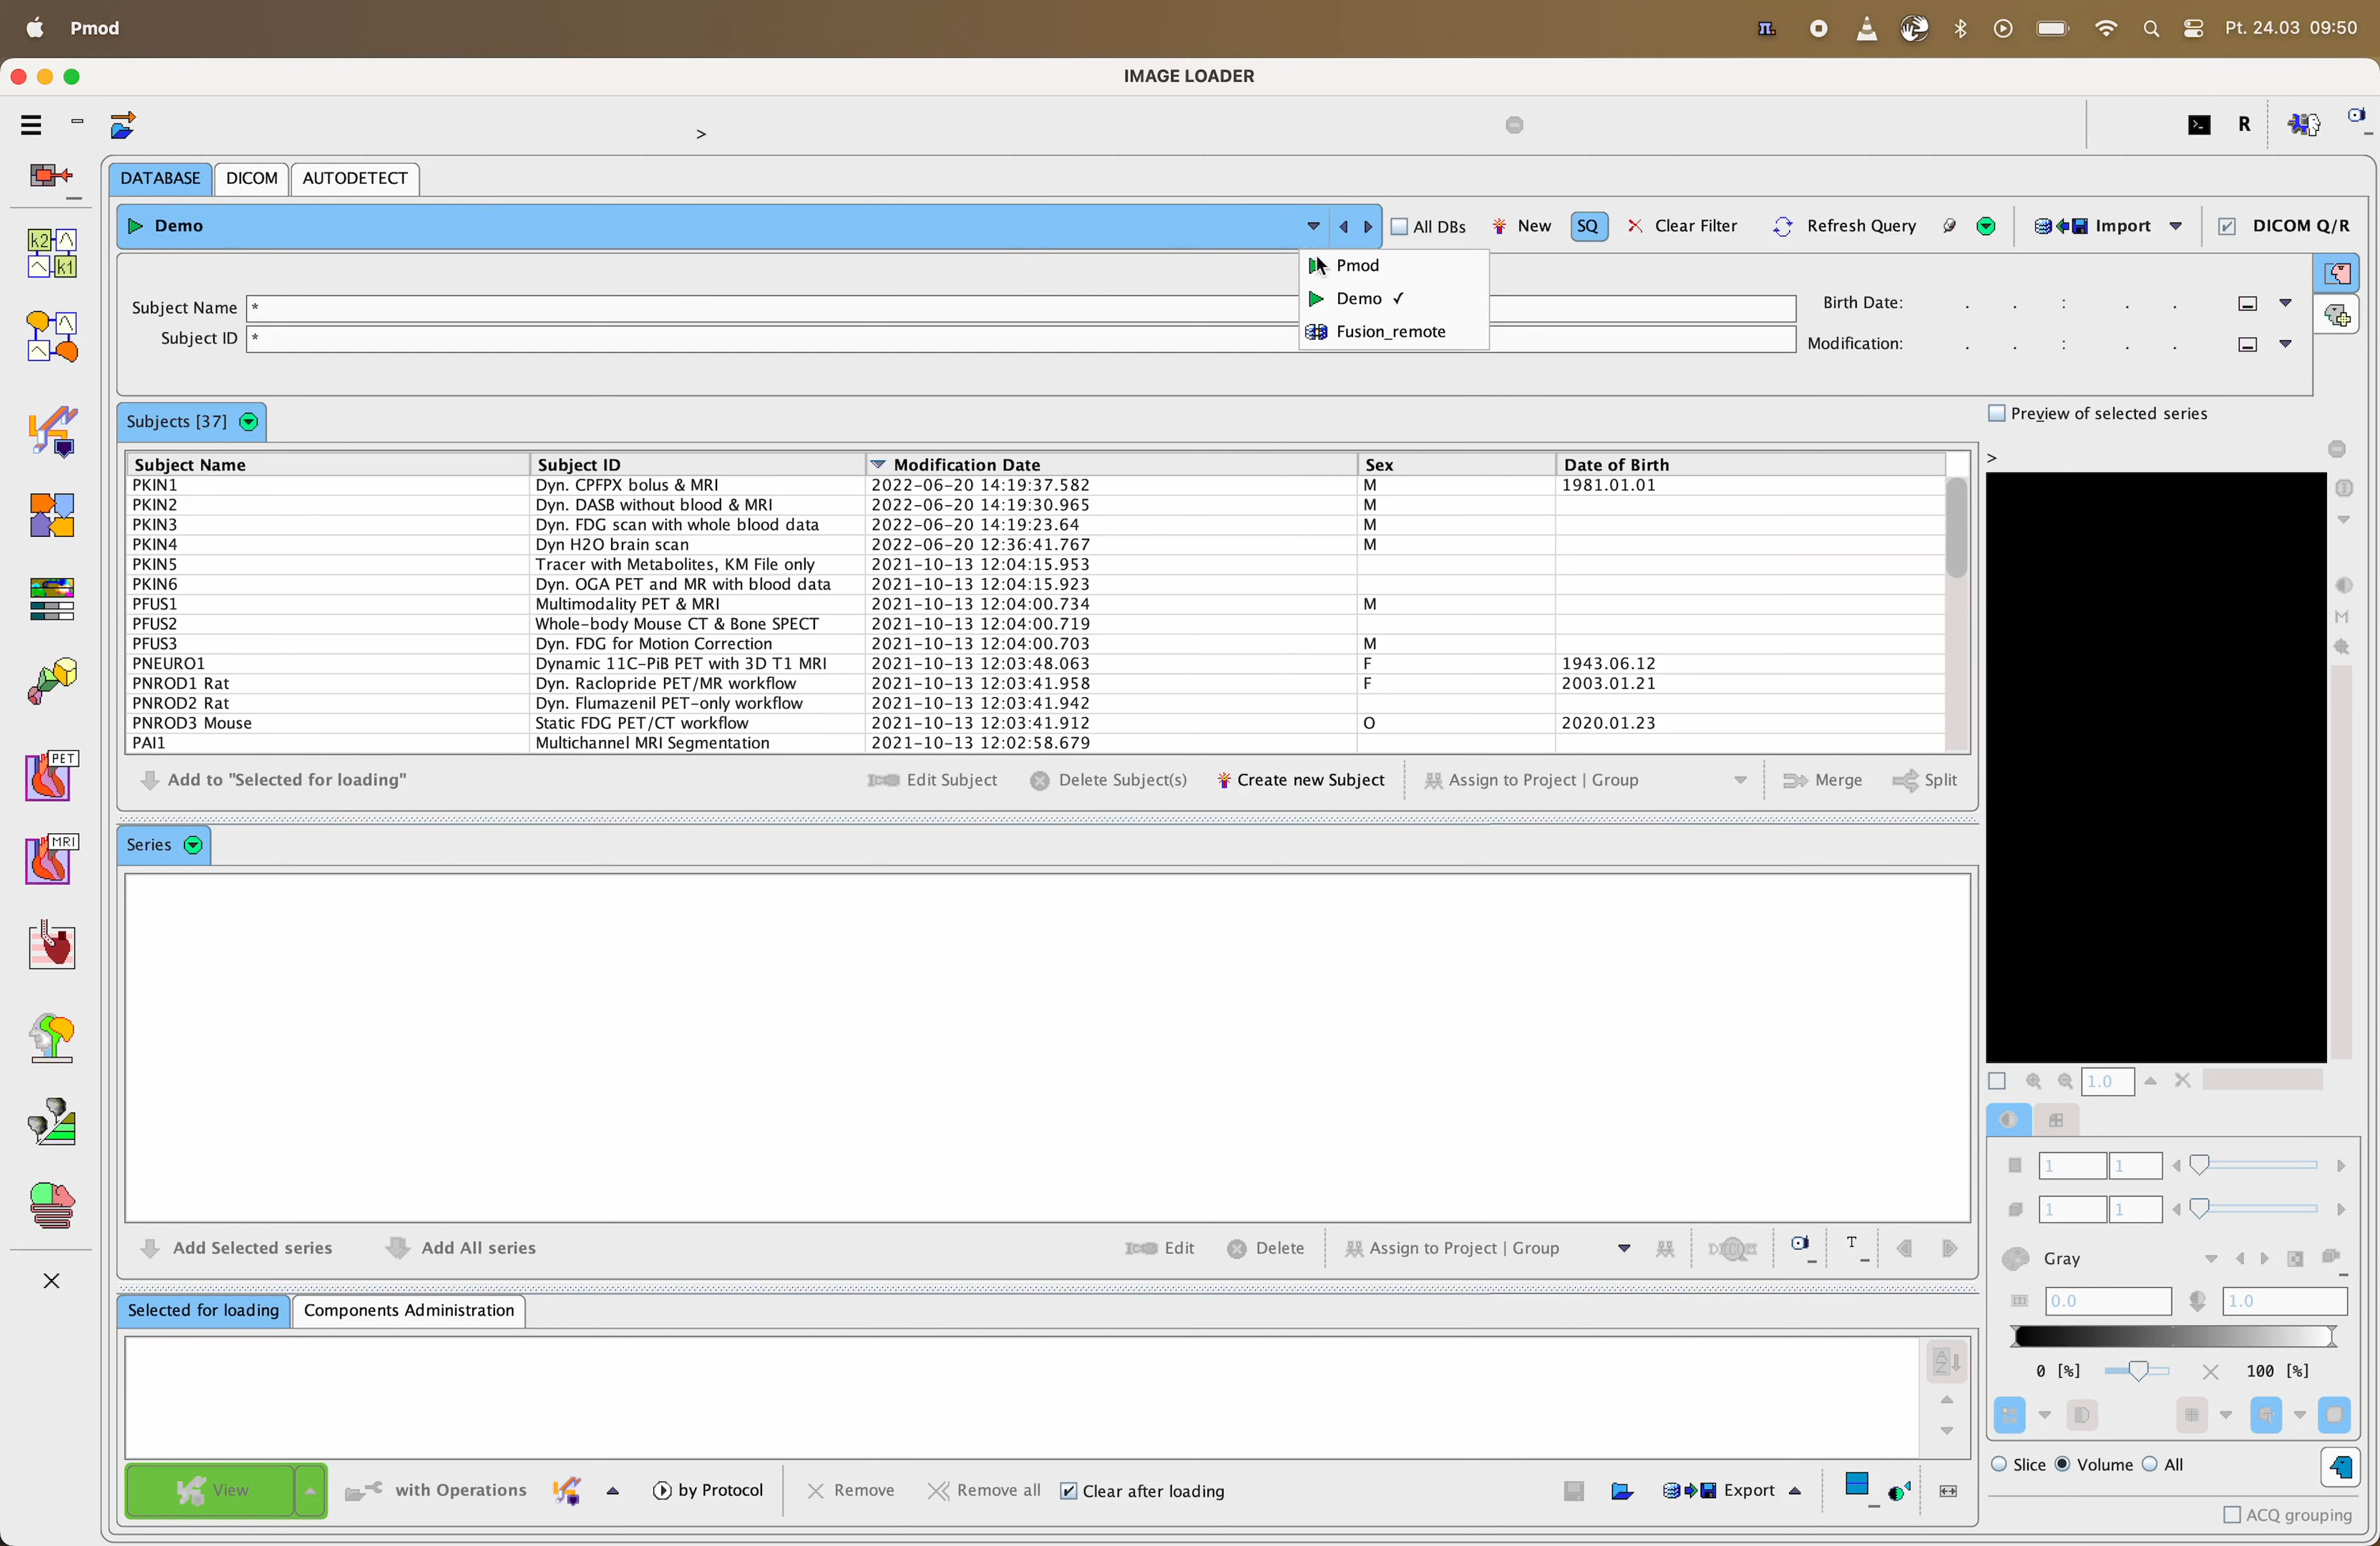 Pmod
Pt. 24.03 09:50
IMAGE LOADER
>
R
DATABASE DICOM AUTODETECT
Demo
All DBs New SQ Clear Filter Refresh Query Import DICOM Q/R
Pmod
Demo ✓
Fusion_remote
Subject Name *
Birth Date: . . : . .
Subject ID *
Modification: . . : . .
Subjects [37]
Preview of selected series
>
Subject Name Subject ID Modification Date Sex Date of Birth
PKIN1 Dyn. CPFPX bolus & MRI 2022-06-20 14:19:37.582 M 1981.01.01
PKIN2 Dyn. DASB without blood & MRI 2022-06-20 14:19:30.965 M
PKIN3 Dyn. FDG scan with whole blood data 2022-06-20 14:19:23.64 M
PKIN4 Dyn H2O brain scan 2022-06-20 12:36:41.767 M
PKIN5 Tracer with Metabolites, KM File only 2021-10-13 12:04:15.953
PKIN6 Dyn. OGA PET and MR with blood data 2021-10-13 12:04:15.923
PFUS1 Multimodality PET & MRI 2021-10-13 12:04:00.734 M
PFUS2 Whole-body Mouse CT & Bone SPECT 2021-10-13 12:04:00.719
PFUS3 Dyn. FDG for Motion Correction 2021-10-13 12:04:00.703 M
PNEURO1 Dynamic 11C-PiB PET with 3D T1 MRI 2021-10-13 12:03:48.063 F 1943.06.12
PNROD1 Rat Dyn. Raclopride PET/MR workflow 2021-10-13 12:03:41.958 F 2003.01.21
PNROD2 Rat Dyn. Flumazenil PET-only workflow 2021-10-13 12:03:41.942
PNROD3 Mouse Static FDG PET/CT workflow 2021-10-13 12:03:41.912 O 2020.01.23
PAI1 Multichannel MRI Segmentation 2021-10-13 12:02:58.679
Add to "Selected for loading" Edit Subject Delete Subject(s) Create new Subject Assign to Project | Group Merge Split
k2
k1
PET
MRI
M
Series
1.0
1 1
1 1
Add Selected series Add All series Edit Delete Assign to Project | Group DICOM T
Gray
0.0 1.0
0 [%] 100 [%]
Selected for loading Components Administration
Slice Volume All
View with Operations by Protocol Remove Remove all Clear after loading Export
ACQ grouping